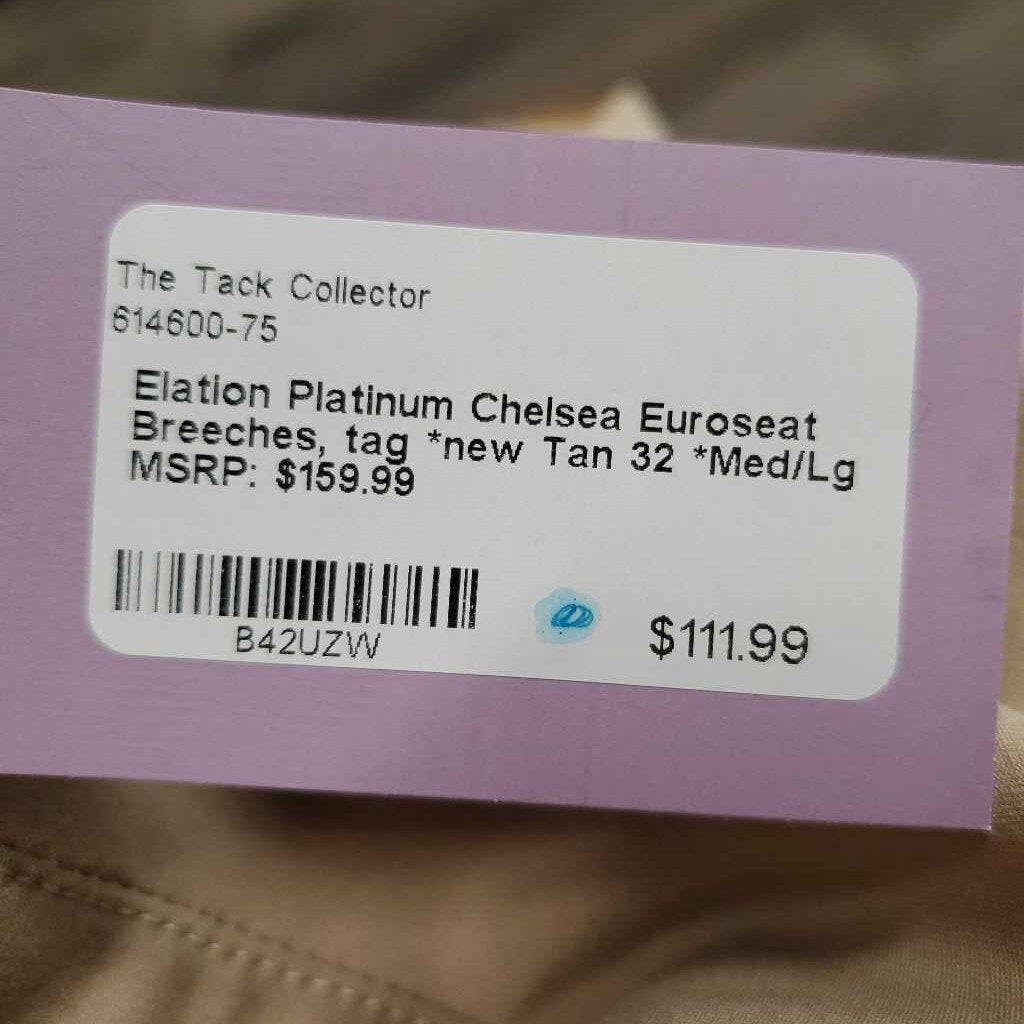 The Tack Collector
614600-75
Elation Platinum Chelsea Euroseat
Breeches, tag *new Tan 32 *Med/Lg
MSRP: $159.99
B42UZW
$111.99